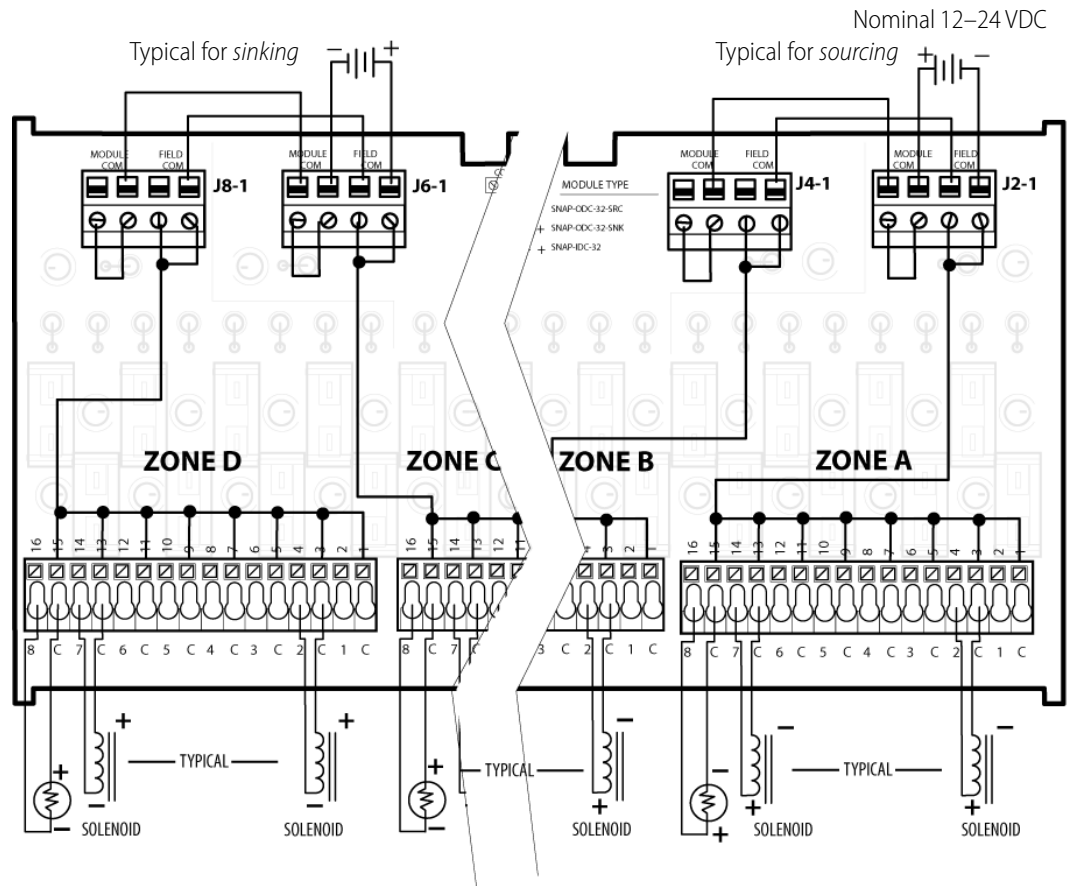 Nominal 12–24 VDC
Typical for sinking
– +
Typical for sourcing
+ –
MODULE COM FIELD COM
J8-1
MODULE COM FIELD COM
J6-1
MODULE TYPE
SNAP-ODC-32-SRC
+ SNAP-ODC-32-SNK
+ SNAP-IDC-32
MODULE COM FIELD COM
J4-1
MODULE COM FIELD COM
J2-1
ZONE D
ZONE C
ZONE B
ZONE A
16 15 14 13 12 11 10 9 8 7 6 5 4 3 2 1
16 15 14 13 12 11
4 3 2 1
16 15 14 13 12 11 10 9 8 7 6 5 4 3 2 1
8 C 7 C 6 C 5 C 4 C 3 C 2 C 1 C
8 C 7 C
3 C 2 C 1 C
8 C 7 C 6 C 5 C 4 C 3 C 2 C 1 C
+ + – – –
TYPICAL
TYPICAL
TYPICAL
+ – – + – + –
– – + + +
SOLENOID
SOLENOID
SOLENOID
SOLENOID
SOLENOID